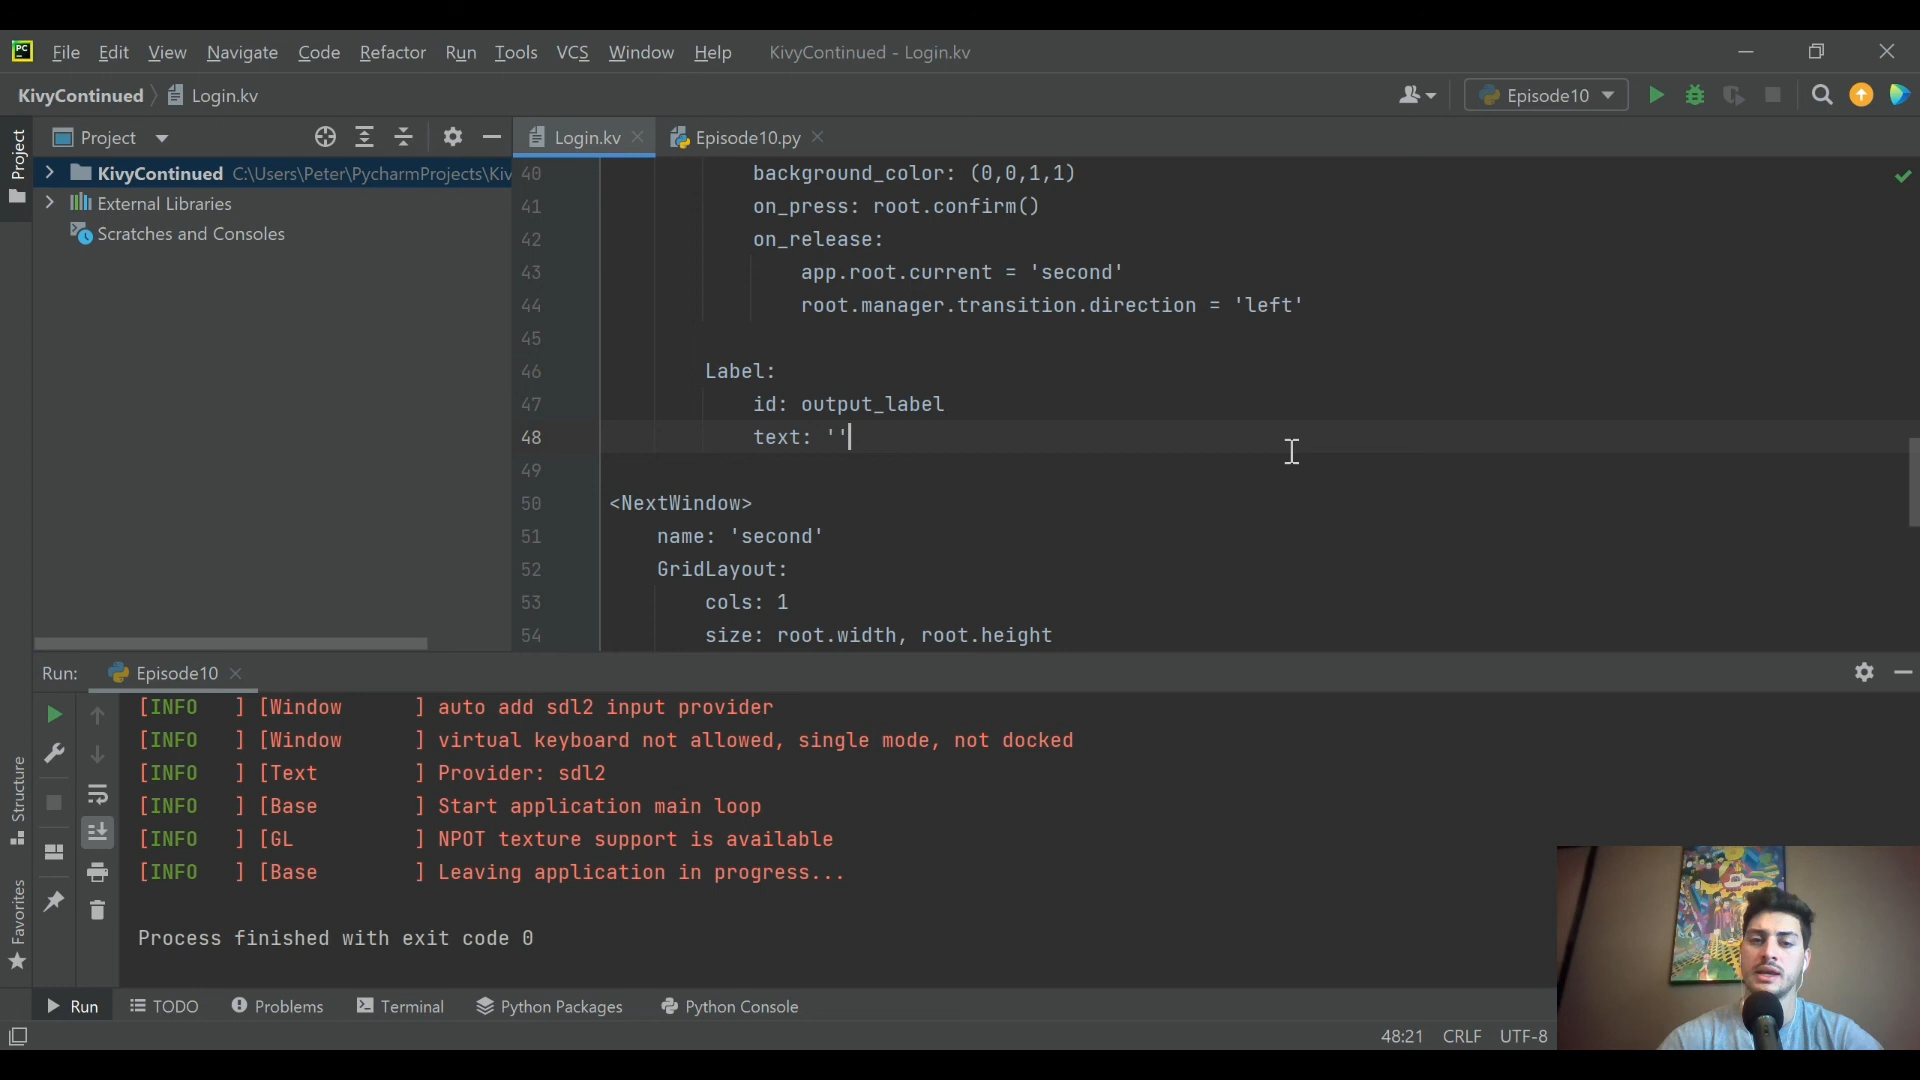 PC File Edit View Navigate Code Refactor Run Tools VCS Window Help KivyContinued - Login.kv
KivyContinued Login.kv Episode10
Project Login.kv Episode10.py
Project
KivyContinued C:\Users\Peter\PycharmProjects\Kiv
External Libraries
Scratches and Consoles
40 background_color: (0,0,1,1)
41 on_press: root.confirm()
42 on_release:
43 app.root.current = 'second'
44 root.manager.transition.direction = 'left'
45
46 Label:
47 id: output_label
48 text: ''
49
50 <NextWindow>
51 name: 'second'
52 GridLayout:
53 cols: 1
54 size: root.width, root.height
Run: Episode10
[INFO ] [Window ] auto add sdl2 input provider
[INFO ] [Window ] virtual keyboard not allowed, single mode, not docked
[INFO ] [Text ] Provider: sdl2
[INFO ] [Base ] Start application main loop
[INFO ] [GL ] NPOT texture support is available
[INFO ] [Base ] Leaving application in progress...
Process finished with exit code 0
Structure
Favorites
Run TODO Problems Terminal Python Packages Python Console
48:21 CRLF UTF-8